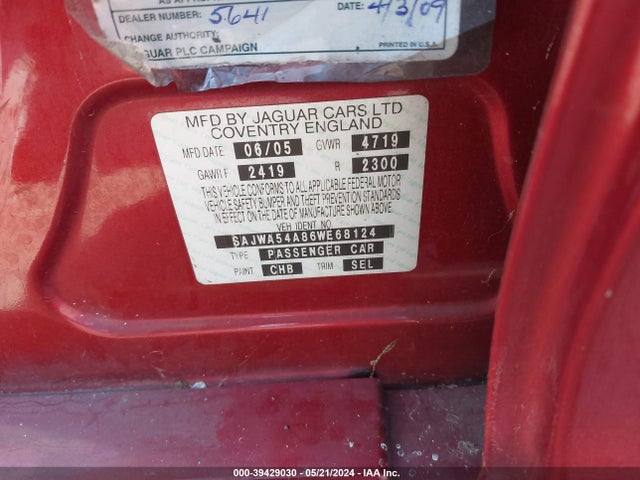 DEALER NUMBER: 5641 DATE: 4/3/09
CHANGE AUTHORITY:
JAGUAR PLC CAMPAIGN PRINTED IN U.S.A.
MFD BY JAGUAR CARS LTD
COVENTRY ENGLAND
MFD DATE 06/05 GVWR 4719
GAWR F 2419 R 2300
THIS VEHICLE CONFORMS TO ALL APPLICABLE FEDERAL MOTOR
VEHICLE SAFETY BUMPER AND THEFT PREVENTION STANDARDS
IN EFFECT ON THE DATE OF MANUFACTURE SHOWN ABOVE.
VEH IDENT NO
SAJWA54A86WE68124
TYPE PASSENGER CAR
PAINT CHB TRIM SEL
000-39429030 - 05/21/2024 - IAA Inc.